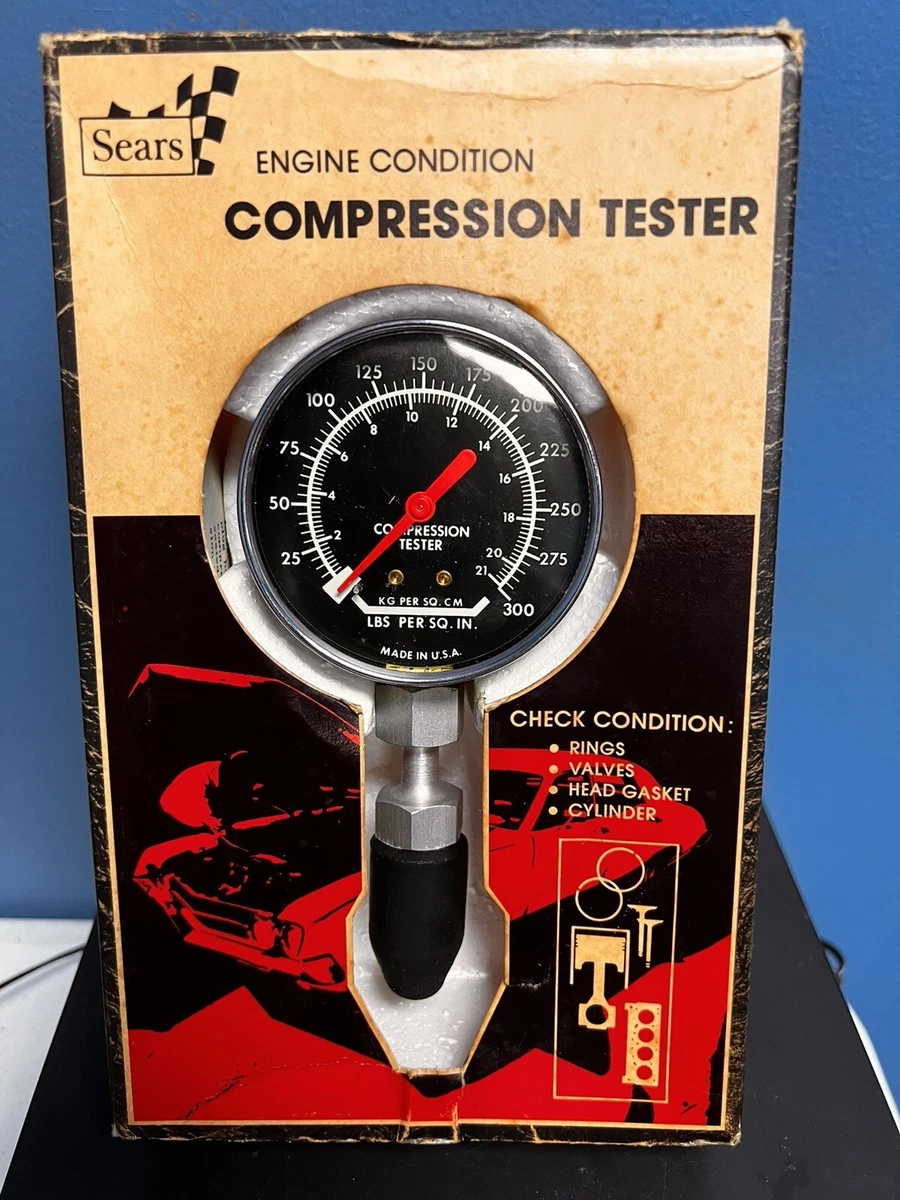 Sears
ENGINE CONDITION
COMPRESSION TESTER
150
125
175
100
200
10
8
12
75
6
14
225
16
50
4
18
250
COMPRESSION
TESTER
25
2
20
275
21
KG PER SQ. CM
300
LBS PER SQ. IN.
MADE IN U.S.A.
CHECK CONDITION:
• RINGS
• VALVES
• HEAD GASKET
• CYLINDER